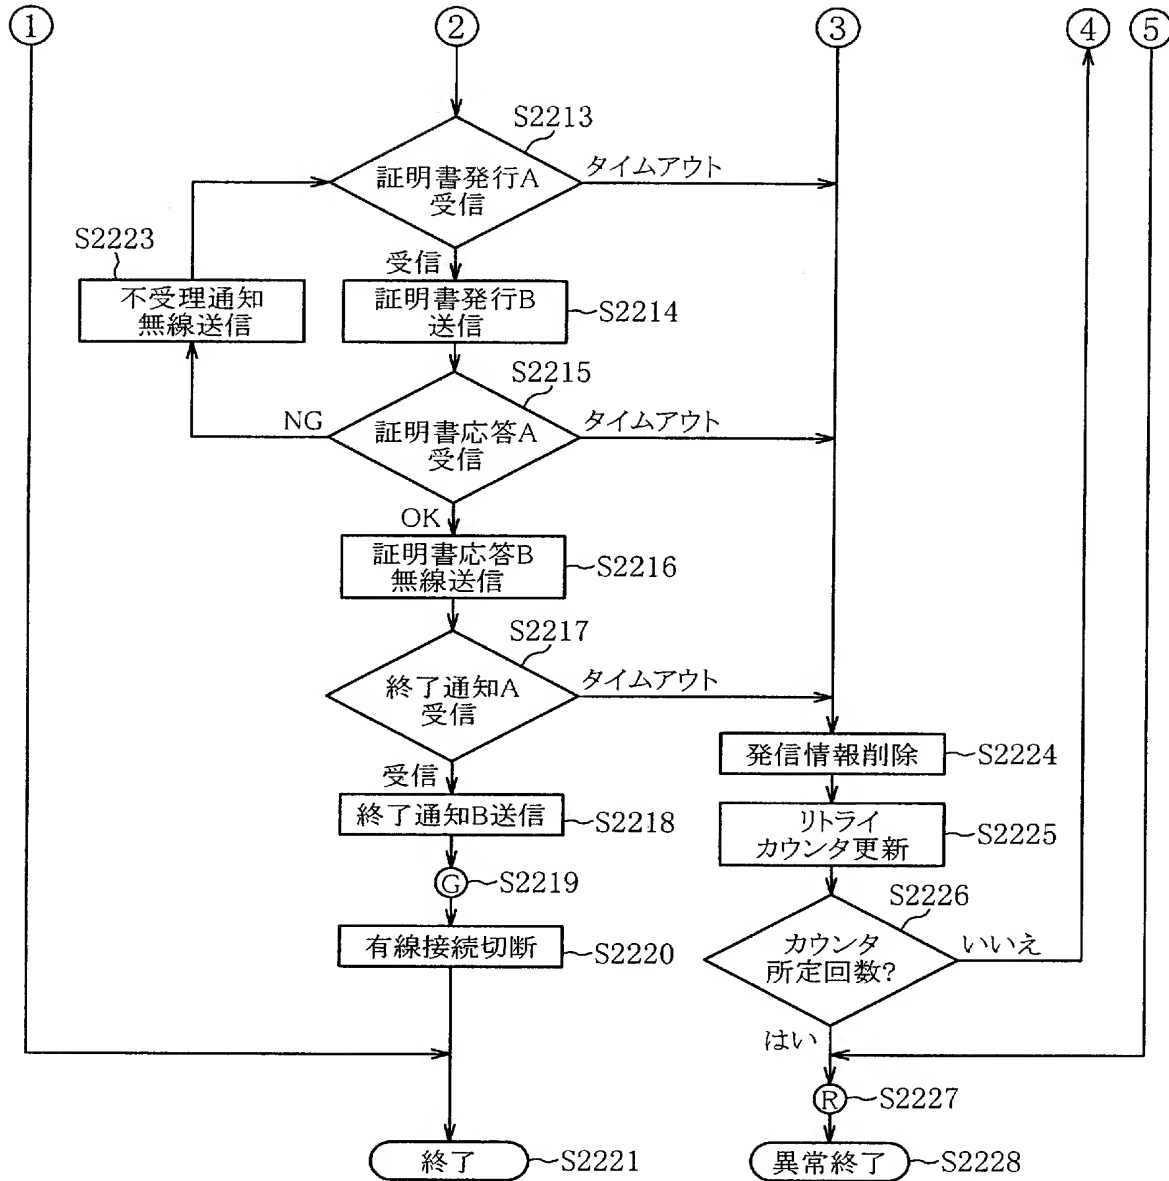 ①
②
③
④
⑤
S2213
証明書発行A
受信
タイムアウト
S2223
受信
不受理通知
無線送信
証明書発行B
送信
S2214
S2215
NG
証明書応答A
受信
タイムアウト
OK
証明書応答B
無線送信
S2216
S2217
終了通知A
受信
タイムアウト
受信
発信情報削除
S2224
終了通知B送信
S2218
リトライ
カウンタ更新
S2225
G
S2219
S2226
有線接続切断
S2220
カウンタ
所定回数?
いいえ
はい
R
S2227
終了
S2221
異常終了
S2228